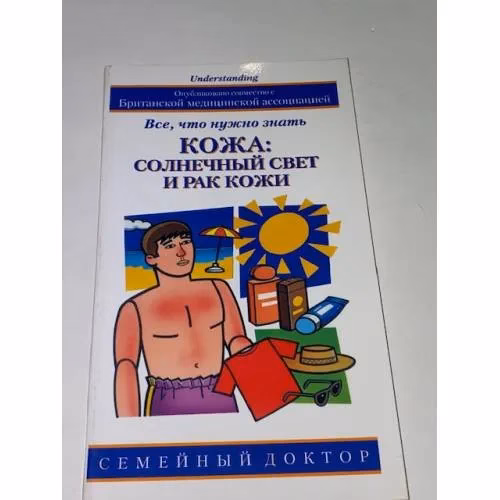 Understanding
Опубликовано совместно с
Британской медицинской ассоциацией
Все, что нужно знать
КОЖА:
СОЛНЕЧНЫЙ СВЕТ
И РАК КОЖИ
СЕМЕЙНЫЙ ДОКТОР